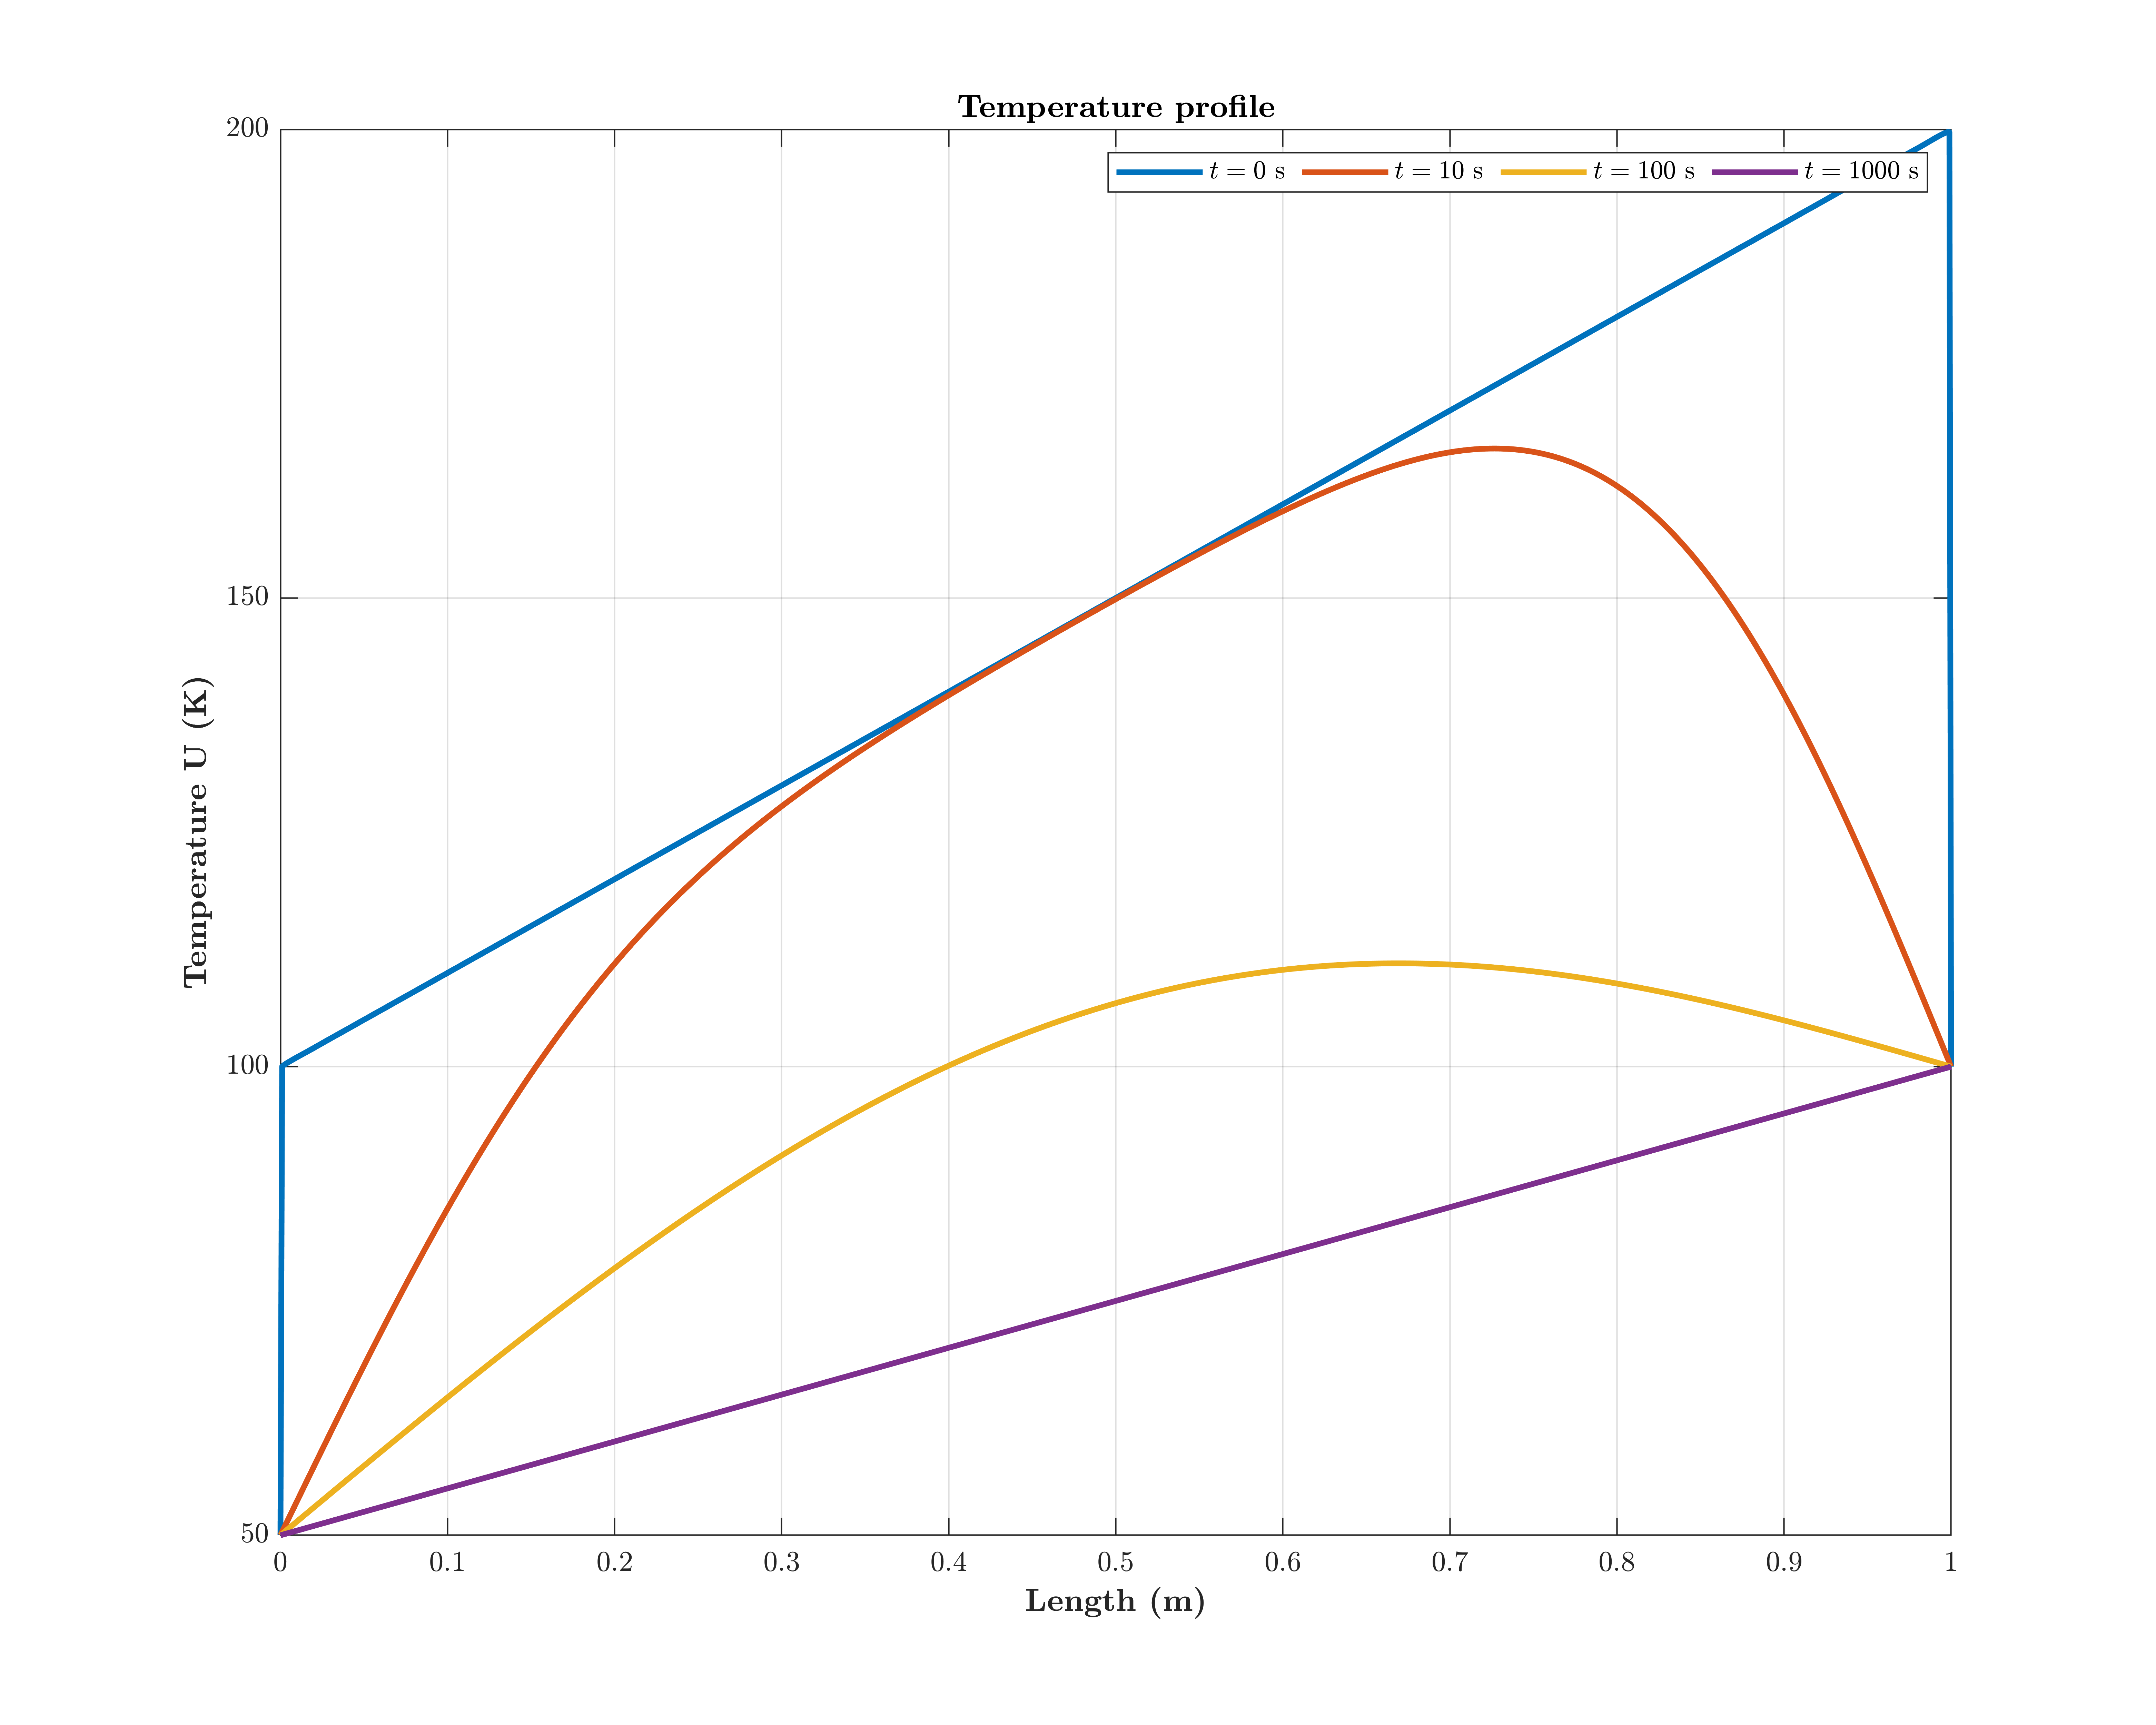 Temperature profile
t = 0 s t = 10 s t = 100 s t = 1000 s
200
150
100
50
Temperature U (K)
0 0.1 0.2 0.3 0.4 0.5 0.6 0.7 0.8 0.9 1
Length (m)